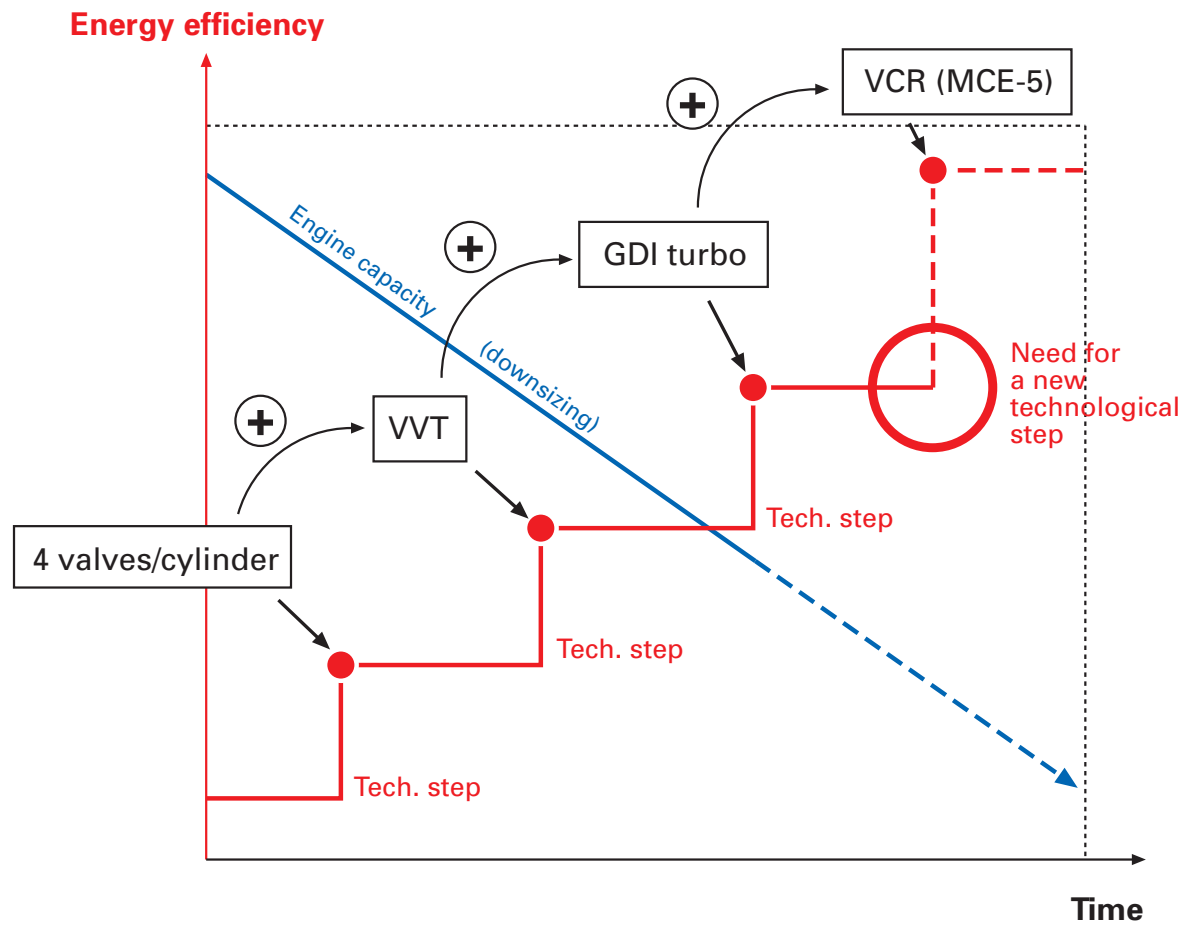 Energy efficiency
VCR (MCE-5)
+
Engine capacity
(downsizing)
+
GDI turbo
Need for
a new
technological
step
+
VVT
Tech. step
4 valves/cylinder
Tech. step
Tech. step
Time